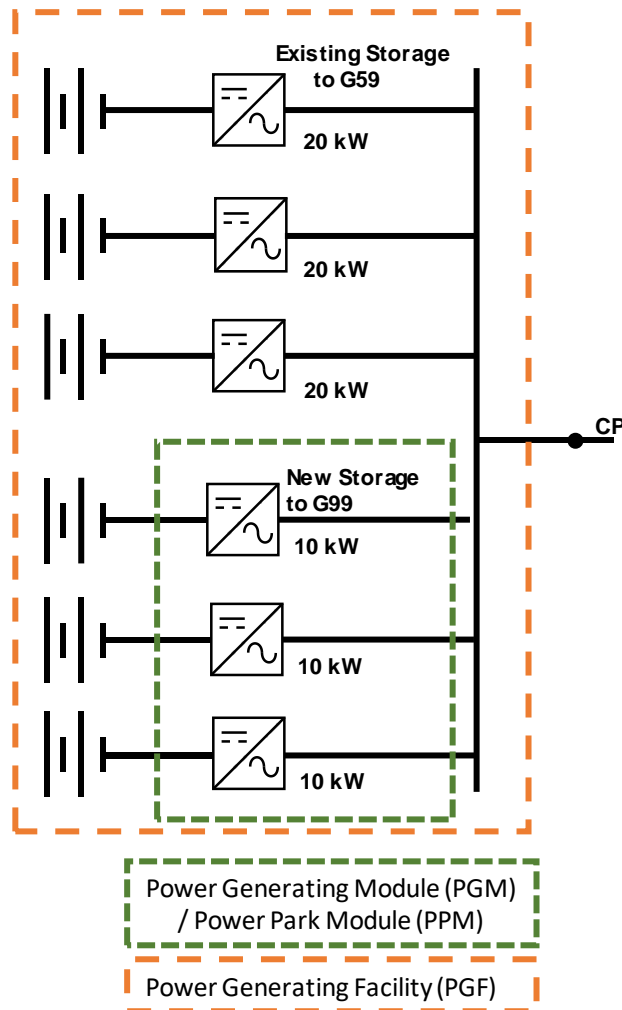 Existing Storage
to G59
20 kW
20 kW
20 kW
CP
New Storage
to G99
10 kW
10 kW
10 kW
Power Generating Module (PGM)
/ Power Park Module (PPM)
Power Generating Facility (PGF)